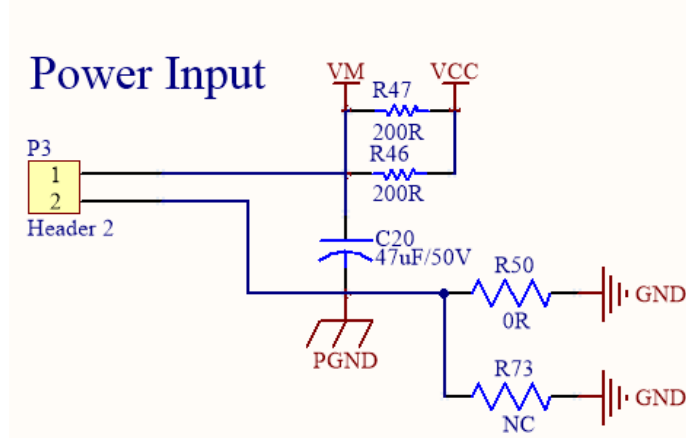 Power Input
VM
VCC
R47
200R
R46
200R
P3
1
2
Header 2
C20
47uF/50V
PGND
R50
0R
GND
R73
NC
GND